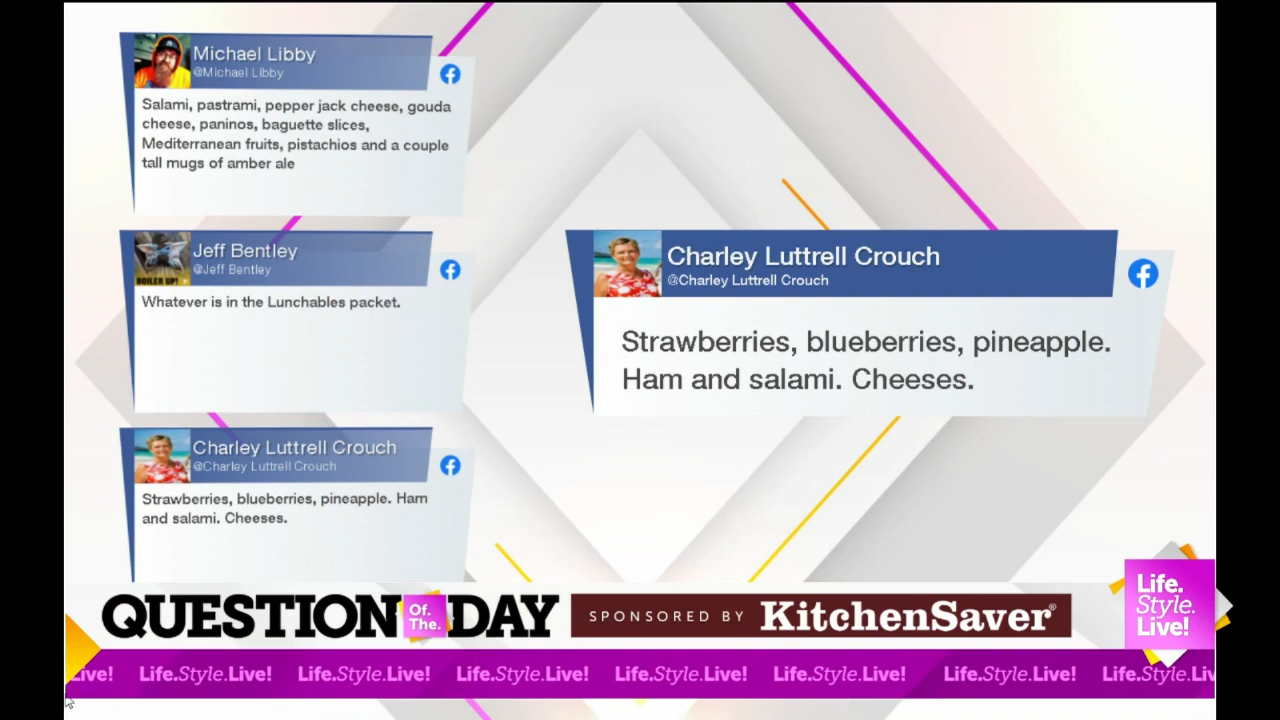 Michael Libby
@Michael Libby
Salami, pastrami, pepper jack cheese, gouda
cheese, paninos, baguette slices,
Mediterranean fruits, pistachios and a couple
tall mugs of amber ale
Jeff Bentley
@Jeff Bentley
BOILER UP!
Whatever is in the Lunchables packet.
Charley Luttrell Crouch
@Charley Luttrell Crouch
Strawberries, blueberries, pineapple. Ham
and salami. Cheeses.
Charley Luttrell Crouch
@Charley Luttrell Crouch
Strawberries, blueberries, pineapple.
Ham and salami. Cheeses.
QUESTION Of. The. DAY
SPONSORED BY KitchenSaver®
Life.
Style.
Live!
ive! Life.Style.Live! Life.Style.Live! Life.Style.Live! Life.Style.Live! Life.Style.Live! Life.Style.Live! Life.Style.Liv